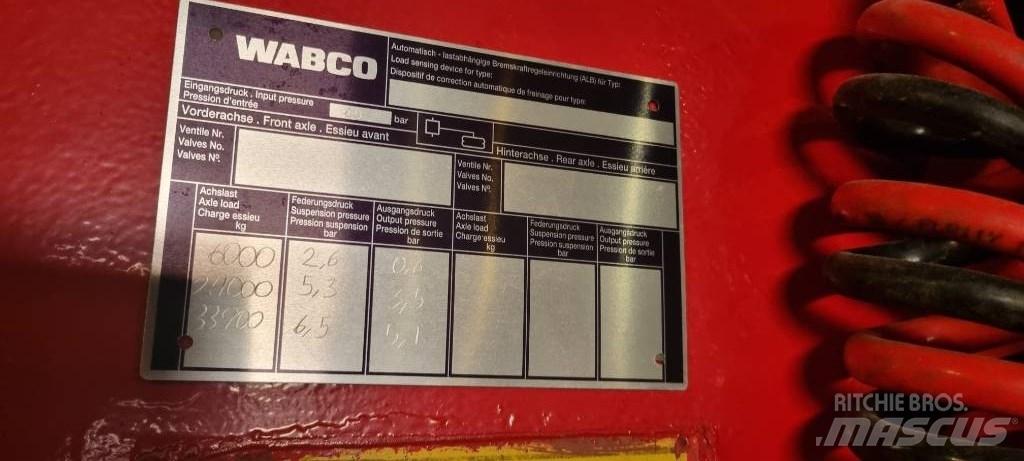 WABCO
Automatisch - lastabhängige Bremskraftregeleinrichtung (ALB) für Typ:
Load sensing device for type:
Dispositif de correction automatique de freinage pour type:
Eingangsdruck . Input pressure
Pression d'entrée
bar
Vorderachse . Front axle . Essieu avant
Hinterachse . Rear axle . Essieu arrière
Ventile Nr.
Valves No.
Valves Nº.
Ventile Nr.
Valves No.
Valves Nº.
Achslast
Axle load
Charge essieu
kg
Federungsdruck
Suspension pressure
Pression suspension
bar
Ausgangsdruck
Output pressure
Pression de sortie
bar
Achslast
Axle load
Charge essieu
kg
Federungsdruck
Suspension pressure
Pression suspension
bar
Ausgangsdruck
Output pressure
Pression de sortie
bar
6000 2,6
5,3
6,5 5,1
RITCHIE BROS.
MASCUS